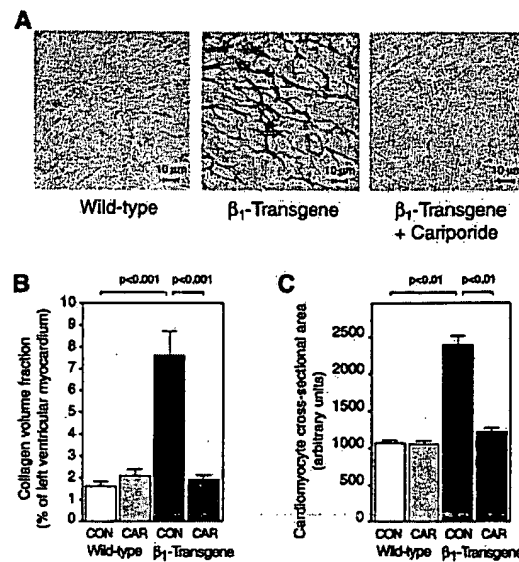 A
10 µm
10 µm
10 µm
Wild-type
β1-Transgene
β1-Transgene
+ Cariporide
B
p<0.001
p<0.001
Collagen volume fraction
(% of left ventricular myocardium)
10
9
8
7
6
5
4
3
2
1
0
CON CAR CON CAR
Wild-type β1-Transgene
C
p<0.01
p<0.01
Cardiomyocyte cross-sectional area
(arbitrary units)
2500
2000
1500
1000
500
0
CON CAR CON CAR
Wild-type β1-Transgene